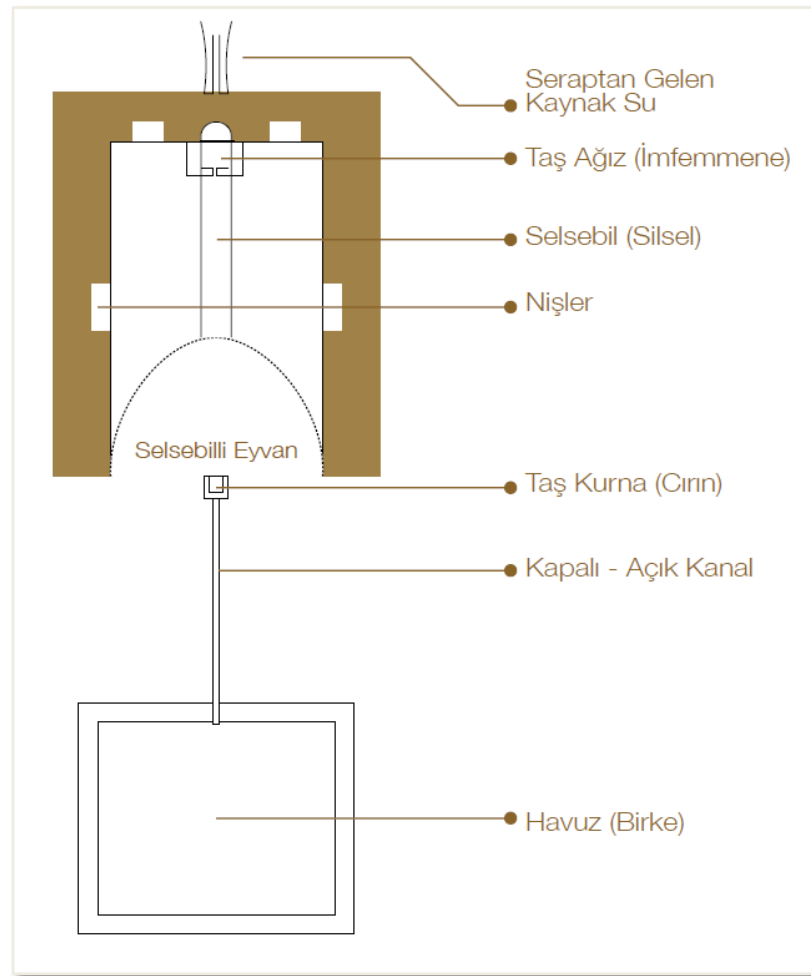 Seraptan Gelen
Kaynak Su
Taş Ağız (İmfemmene)
Selsebil (Silsel)
Nişler
Selsebilli Eyvan
Taş Kurna (Cırın)
Kapalı - Açık Kanal
Havuz (Birke)